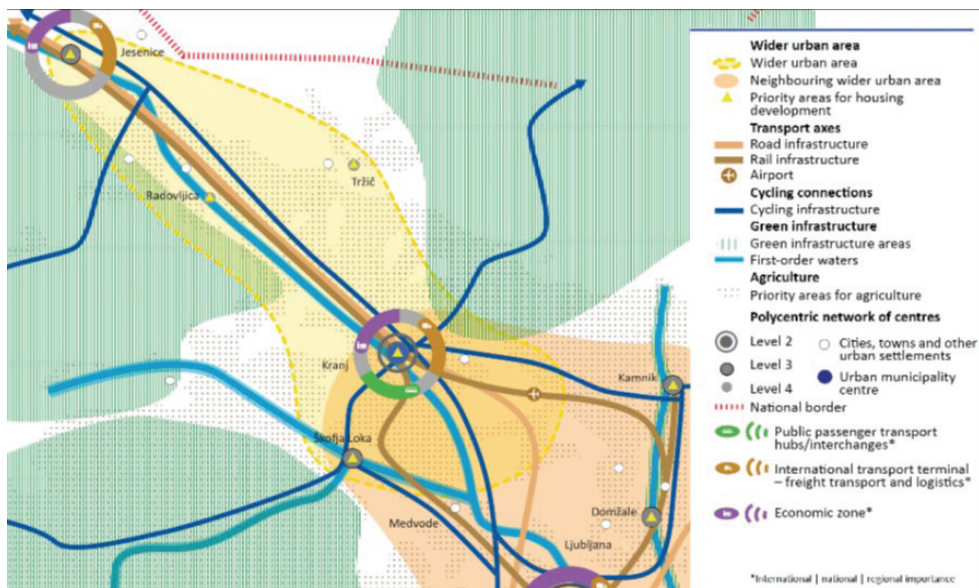 Jesenice
Tržič
Radovljica
Kranj
Škofja Loka
Kamnik
Medvode
Domžale
Ljubljana
Wider urban area
Wider urban area
Neighbouring wider urban area
Priority areas for housing
development
Transport axes
Road infrastructure
Rail infrastructure
Airport
Cycling connections
Cycling infrastructure
Green infrastructure
Green infrastructure areas
First-order waters
Agriculture
Priority areas for agriculture
Polycentric network of centres
Level 2
Level 3
Level 4
Cities, towns and other
urban settlements
Urban municipality
centre
National border
Public passenger transport
hubs/interchanges*
International transport terminal
– freight transport and logistics*
Economic zone*
*International | national | regional importance